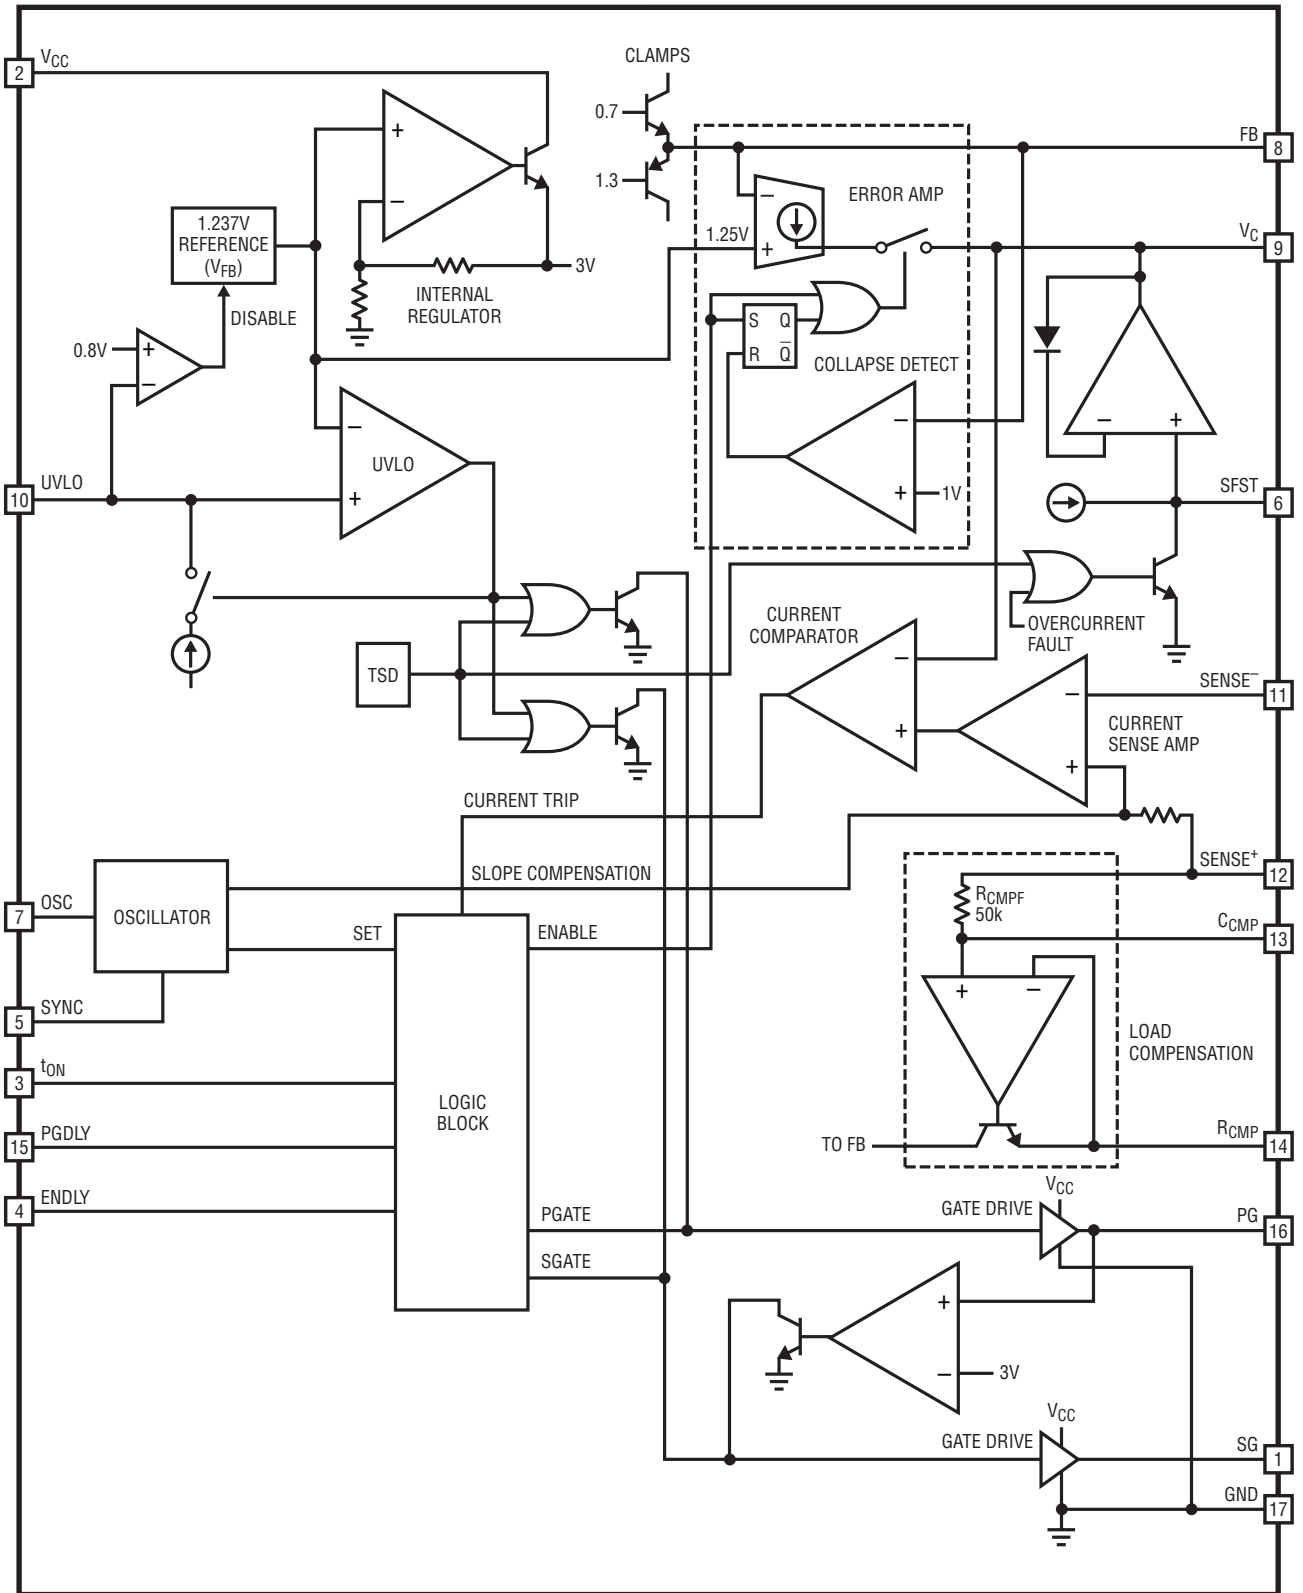 CLAMPS
VCC
2
0.7
FB
8
1.3
ERROR AMP
+
−
−
1.237V
REFERENCE
(VFB)
1.25V
+
VC
9
3V
INTERNAL
REGULATOR
DISABLE
S Q
R Q̅
COLLAPSE DETECT
0.8V
+
−
−
UVLO
+
−
+
1V
−
+
UVLO
10
SFST
6
CURRENT
COMPARATOR
OVERCURRENT
FAULT
−
+
TSD
SENSE−
11
−
+
CURRENT
SENSE AMP
CURRENT TRIP
SLOPE COMPENSATION
SENSE+
12
RCMPF
50k
OSC
7
OSCILLATOR
SET
ENABLE
CCMP
13
+
−
SYNC
5
LOAD
COMPENSATION
tON
3
LOGIC
BLOCK
PGDLY
15
TO FB
RCMP
14
ENDLY
4
VCC
PGATE
GATE DRIVE
PG
16
SGATE
+
−
3V
VCC
GATE DRIVE
SG
1
GND
17